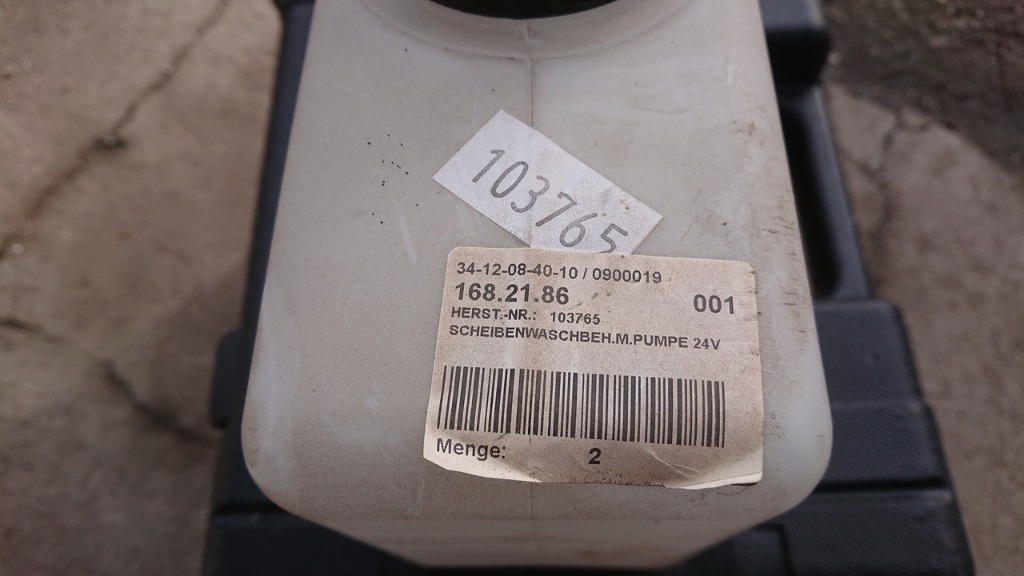 103765
34-12-08-40-10 / 0900019
168.21.86 001
HERST.-NR.: 103765
SCHEIBENWASCHBEH.M.PUMPE 24V
Menge: 2